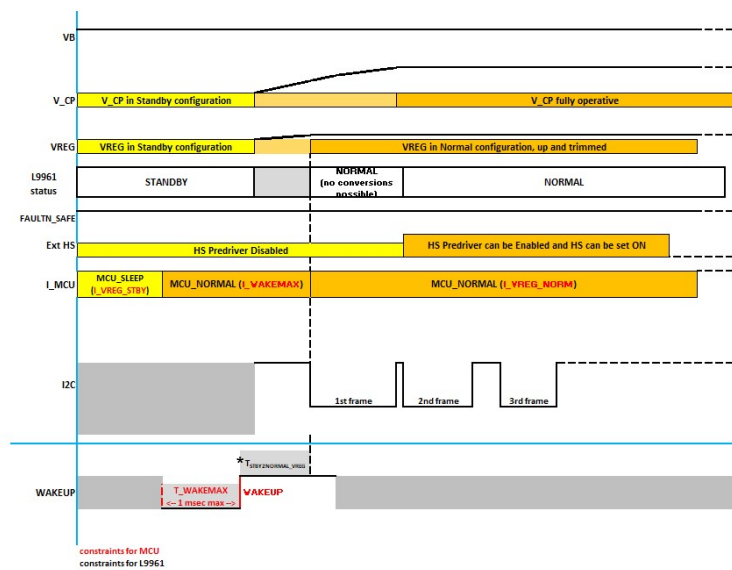 VB
V_CP
V_CP in Standby configuration
V_CP fully operative
VREG
VREG in Standby configuration
VREG in Normal configuration, up and trimmed
L9961
status
STANDBY
NORMAL
(no conversions
possible)
NORMAL
FAULTN_SAFE
Ext HS
HS Predriver Disabled
HS Predriver can be Enabled and HS can be set ON
I_MCU
MCU_SLEEP
(I_VREG_STBY)
MCU_NORMAL (I_WAKEMAX)
MCU_NORMAL (I_VREG_NORM)
I2C
1st frame
2nd frame
3rd frame
*TSTBY2NORMAL_VREG
WAKEUP
T_WAKEMAX
<-- 1 msec max -->
WAKEUP
constraints for MCU
constraints for L9961